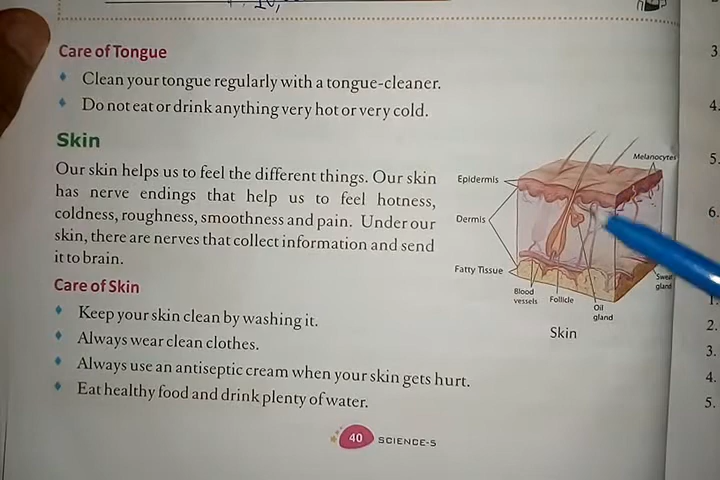 Care of Tongue
Clean your tongue regularly with a tongue-cleaner.
Do not eat or drink anything very hot or very cold.
Skin
Our skin helps us to feel the different things. Our skin
has nerve endings that help us to feel hotness,
coldness, roughness, smoothness and pain. Under our
skin, there are nerves that collect information and send
it to brain.
Melanocytes
Epidermis
Dermis
Fatty Tissue
Blood
vessels
Follicle
Oil
gland
Sweat
gland
Skin
Care of Skin
Keep your skin clean by washing it.
Always wear clean clothes.
Always use an antiseptic cream when your skin gets hurt.
Eat healthy food and drink plenty of water.
40 SCIENCE-5
3.
4.
5.
6.
1.
2.
3.
4.
5.